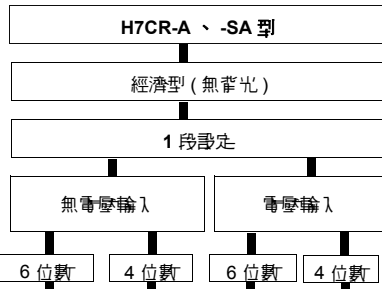 H7CR-A 、 -SA 型
經濟型 ( 無背光 )
1 段設定
無電壓輸入 電壓輸入
6 位數 4 位數 6 位數 4 位數